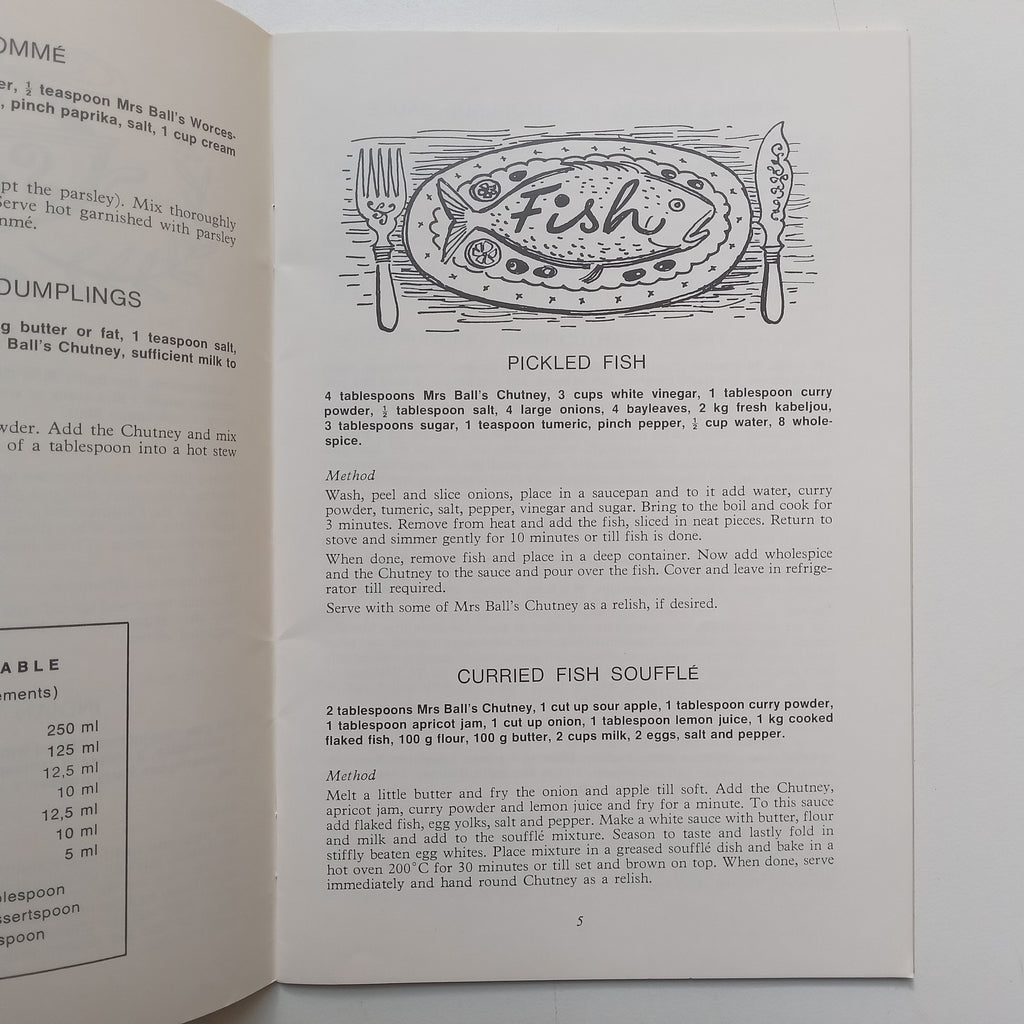 OMMÉ
er, ½ teaspoon Mrs Ball's Worces-
, pinch paprika, salt, 1 cup cream
pt the parsley). Mix thoroughly
Serve hot garnished with parsley
mmé.
DUMPLINGS
g butter or fat, 1 teaspoon salt,
Ball's Chutney, sufficient milk to
wder. Add the Chutney and mix
of a tablespoon into a hot stew
ABLE
ements)
250 ml
125 ml
12,5 ml
10 ml
12,5 ml
10 ml
5 ml
blespoon
ssertspoon
spoon
Fish
PICKLED FISH
4 tablespoons Mrs Ball's Chutney, 3 cups white vinegar, 1 tablespoon curry
powder, ½ tablespoon salt, 4 large onions, 4 bayleaves, 2 kg fresh kabeljou,
3 tablespoons sugar, 1 teaspoon tumeric, pinch pepper, ½ cup water, 8 whole-
spice.
Method
Wash, peel and slice onions, place in a saucepan and to it add water, curry
powder, tumeric, salt, pepper, vinegar and sugar. Bring to the boil and cook for
3 minutes. Remove from heat and add the fish, sliced in neat pieces. Return to
stove and simmer gently for 10 minutes or till fish is done.
When done, remove fish and place in a deep container. Now add wholespice
and the Chutney to the sauce and pour over the fish. Cover and leave in refrige-
rator till required.
Serve with some of Mrs Ball's Chutney as a relish, if desired.
CURRIED FISH SOUFFLÉ
2 tablespoons Mrs Ball's Chutney, 1 cut up sour apple, 1 tablespoon curry powder,
1 tablespoon apricot jam, 1 cut up onion, 1 tablespoon lemon juice, 1 kg cooked
flaked fish, 100 g flour, 100 g butter, 2 cups milk, 2 eggs, salt and pepper.
Method
Melt a little butter and fry the onion and apple till soft. Add the Chutney,
apricot jam, curry powder and lemon juice and fry for a minute. To this sauce
add flaked fish, egg yolks, salt and pepper. Make a white sauce with butter, flour
and milk and add to the soufflé mixture. Season to taste and lastly fold in
stiffly beaten egg whites. Place mixture in a greased soufflé dish and bake in a
hot oven 200°C for 30 minutes or till set and brown on top. When done, serve
immediately and hand round Chutney as a relish.
5